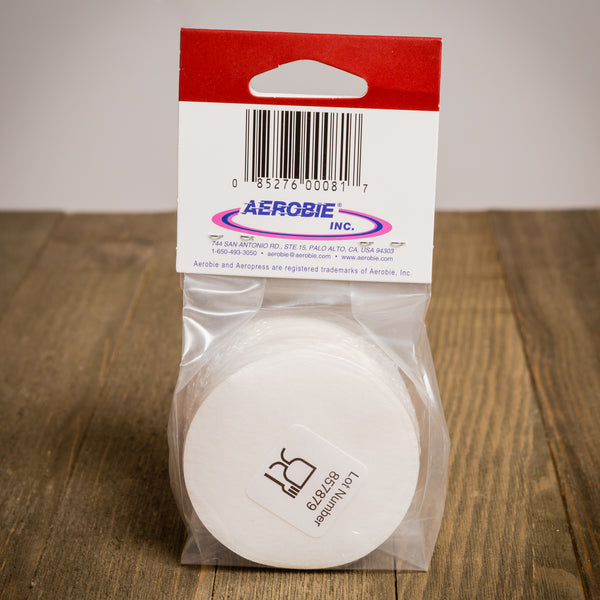 0 85276 00081 7
AEROBIE®
INC.
744 SAN ANTONIO RD., STE.15, PALO ALTO, CA. USA 94303
1-650-493-3050 • aerobie@aerobie.com • www.aerobie.com
Aerobie and Aeropress are registered trademarks of Aerobie, Inc.
Lot Number
857879